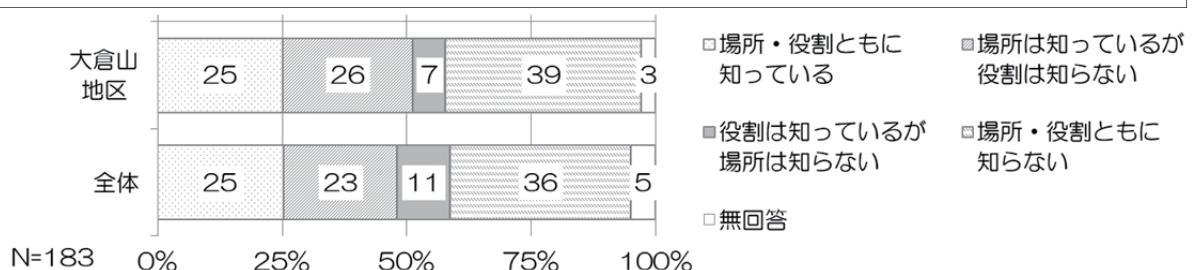 大倉山
地区
25 26 7 39 3
全体
25 23 11 36 5
N=183 0% 25% 50% 75% 100%
場所・役割ともに
知っている
場所は知っているが
役割は知らない
役割は知っているが
場所は知らない
場所・役割ともに
知らない
無回答